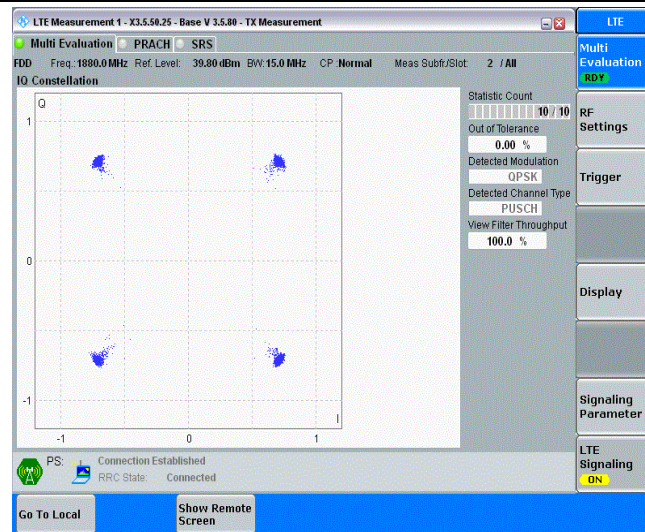 LTE Measurement 1 - X3.5.50.25 - Base V 3.5.80 - TX Measurement
LTE
Multi Evaluation PRACH SRS
FDD Freq.: 1880.0 MHz Ref. Level: 39.80 dBm BW: 15.0 MHz CP : Normal Meas Subfr/Slot: 2 / All
IQ Constellation
Q
1
0
-1
I
-1 0 1
Statistic Count
10 / 10
Out of Tolerance
0.00 %
Detected Modulation
QPSK
Detected Channel Type
PUSCH
View Filter Throughput
100.0 %
Multi
Evaluation
RDY
RF
Settings
Trigger
Display
Signaling
Parameter
LTE
Signaling
ON
PS: Connection Established
RRC State: Connected
Go To Local
Show Remote
Screen